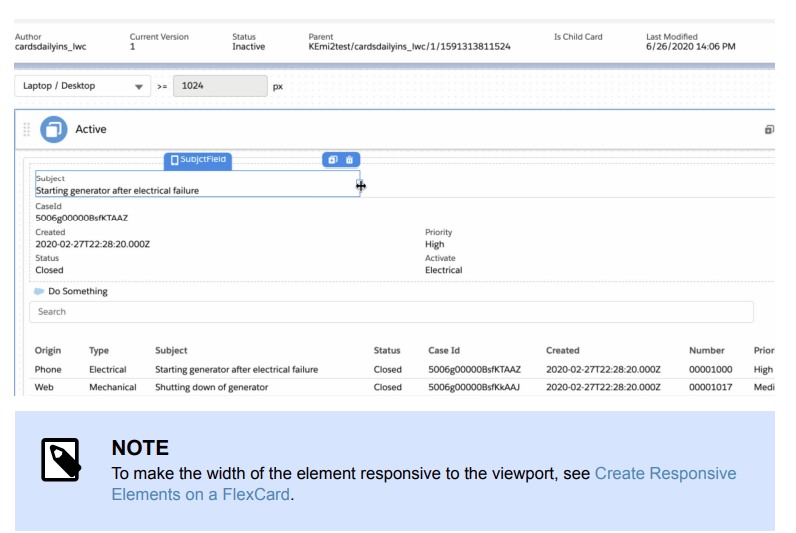 Author Current Version Status Parent Is Child Card Last Modified
cardsdailyins_lwc 1 Inactive KEmi2test/cardsdailyins_lwc/1/1591313811524 6/26/2020 14:06 PM
Laptop / Desktop >= 1024 px
Active
SubjctField
Subject
Starting generator after electrical failure
CaseId
5006g00000BsfKTAAZ
Created Priority
2020-02-27T22:28:20.000Z High
Status Activate
Closed Electrical
Do Something
Search
Origin Type Subject Status Case Id Created Number Prior
Phone Electrical Starting generator after electrical failure Closed 5006g00000BsfKTAAZ 2020-02-27T22:28:20.000Z 00001000 High
Web Mechanical Shutting down of generator Closed 5006g00000BsfKkAAJ 2020-02-27T22:28:20.000Z 00001017 Medi
NOTE
To make the width of the element responsive to the viewport, see Create Responsive
Elements on a FlexCard.